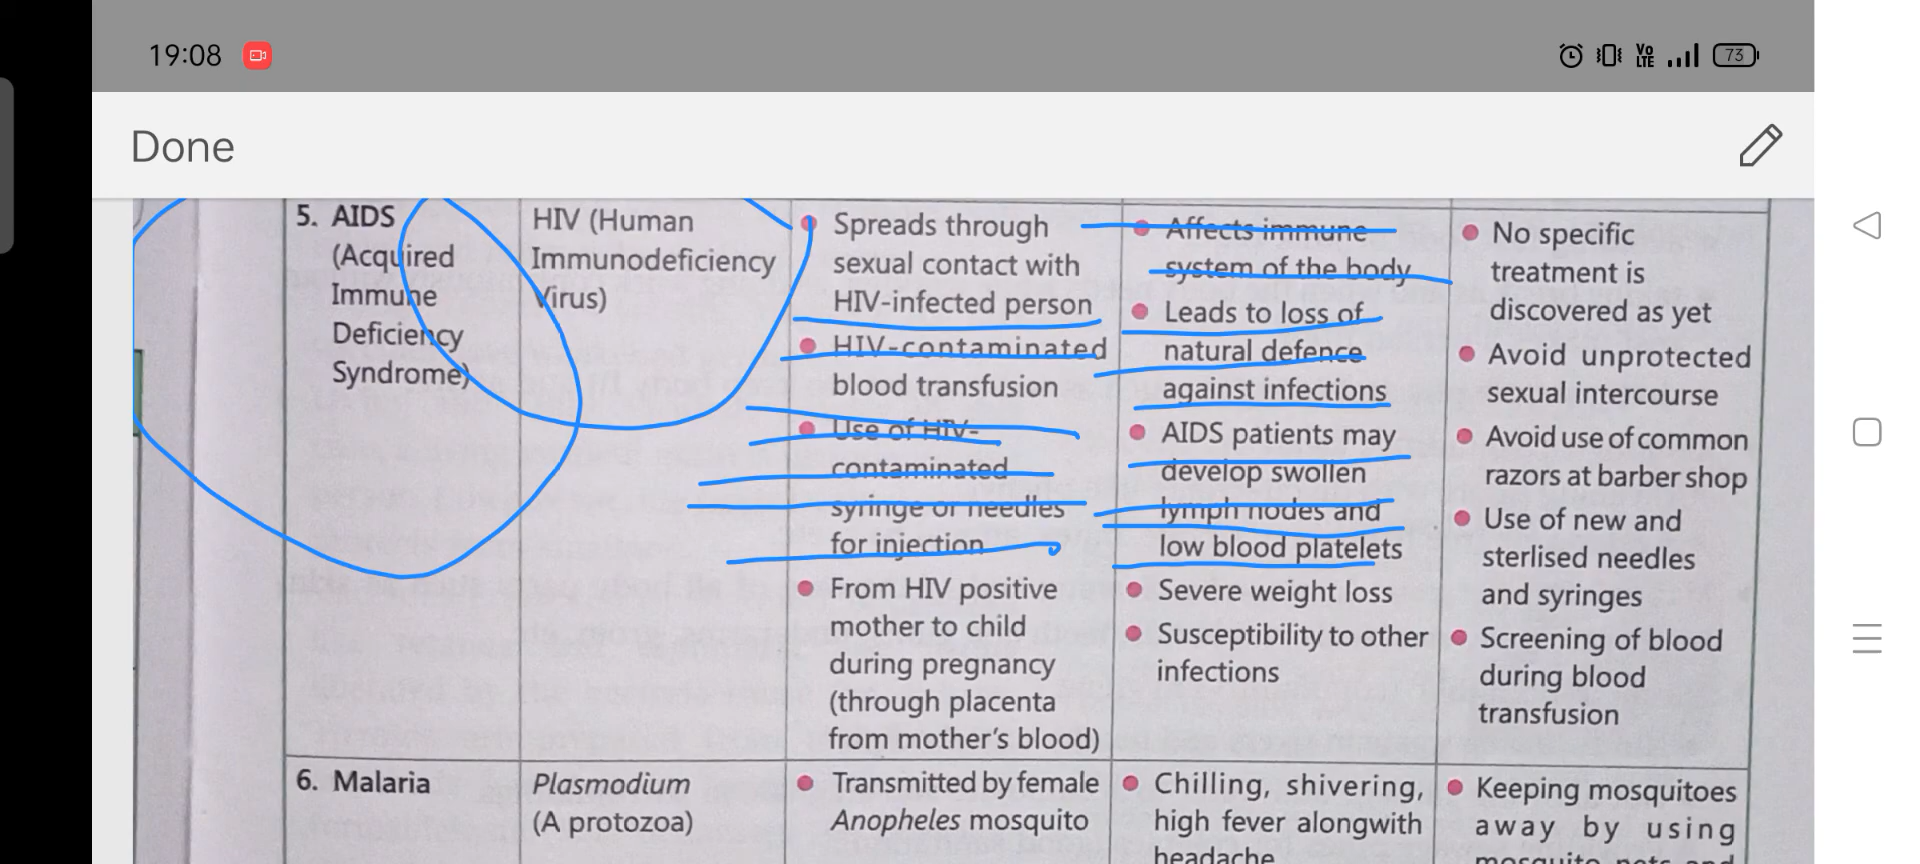 19:08
Vo
LTE
73
Done
5. AIDS
(Acquired
Immune
Deficiency
Syndrome)
HIV (Human
Immunodeficiency
Virus)
Spreads through
sexual contact with
HIV-infected person
HIV-contaminated
blood transfusion
Use of HIV-
contaminated
syringe or needles
for injection
From HIV positive
mother to child
during pregnancy
(through placenta
from mother's blood)
Affects immune
system of the body
Leads to loss of
natural defence
against infections
AIDS patients may
develop swollen
lymph nodes and
low blood platelets
Severe weight loss
Susceptibility to other
infections
No specific
treatment is
discovered as yet
Avoid unprotected
sexual intercourse
Avoid use of common
razors at barber shop
Use of new and
sterlised needles
and syringes
Screening of blood
during blood
transfusion
6. Malaria
Plasmodium
(A protozoa)
Transmitted by female
Anopheles mosquito
Chilling, shivering,
high fever alongwith
headache
Keeping mosquitoes
away by using
mosquito nets and